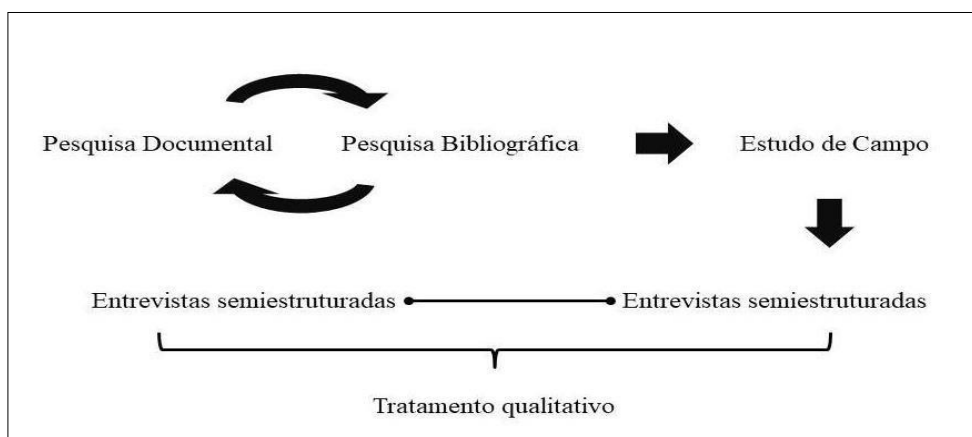 Pesquisa Documental Pesquisa Bibliográfica Estudo de Campo
Entrevistas semiestruturadas Entrevistas semiestruturadas
Tratamento qualitativo